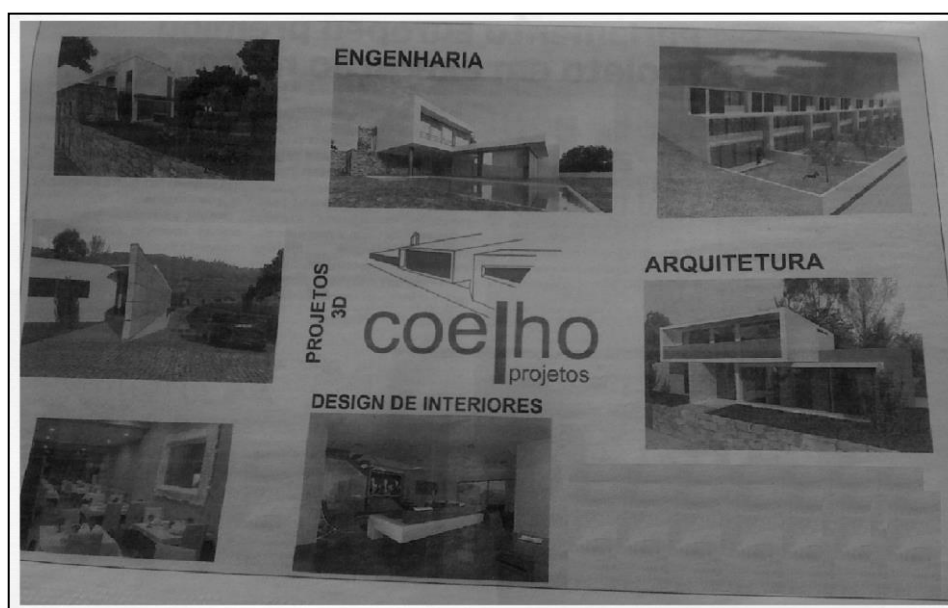 ENGENHARIA
ARQUITETURA
PROJETOS
3D
coelho
projetos
DESIGN DE INTERIORES